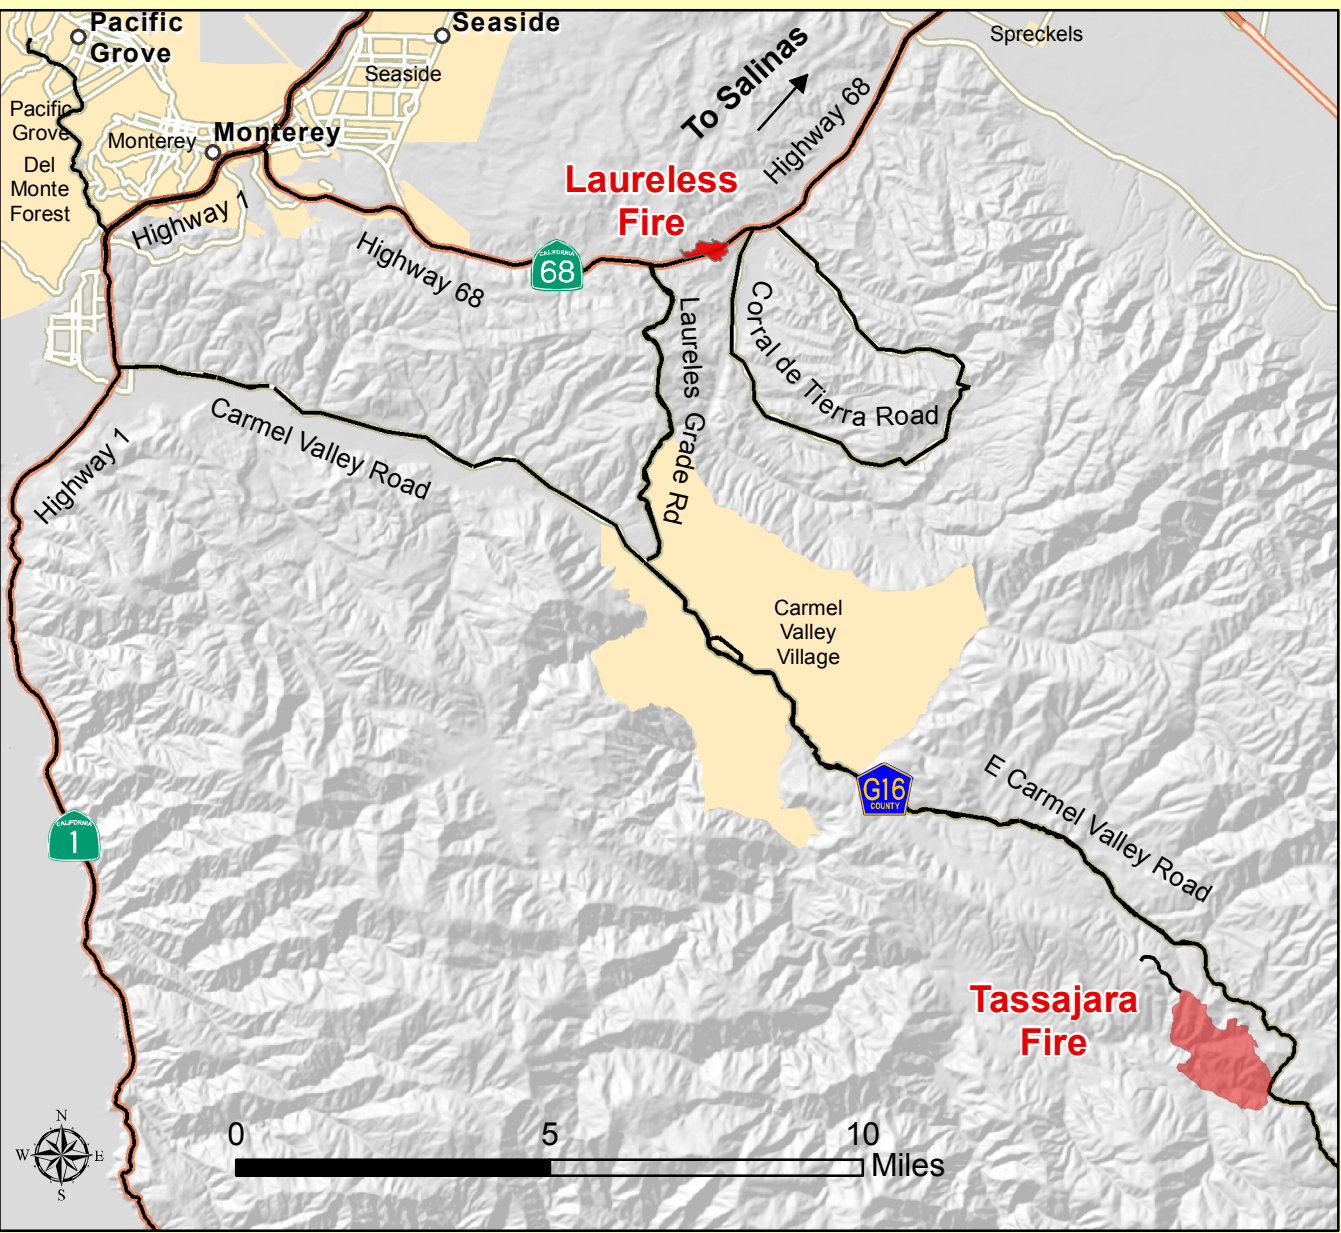 Pacific
Grove
Seaside
Spreckels
Seaside
To Salinas
Pacific
Grove
Monterey
Monterey
Highway 68
Del
Monte
Forest
Laureless
Fire
Highway 1
Highway 68
CALIFORNIA
68
Laureles Grade Rd
Corral de Tierra Road
Carmel Valley Road
Highway 1
Carmel
Valley
Village
G16
COUNTY
E Carmel Valley Road
CALIFORNIA
1
Tassajara
Fire
N
W
E
S
0
5
10
Miles